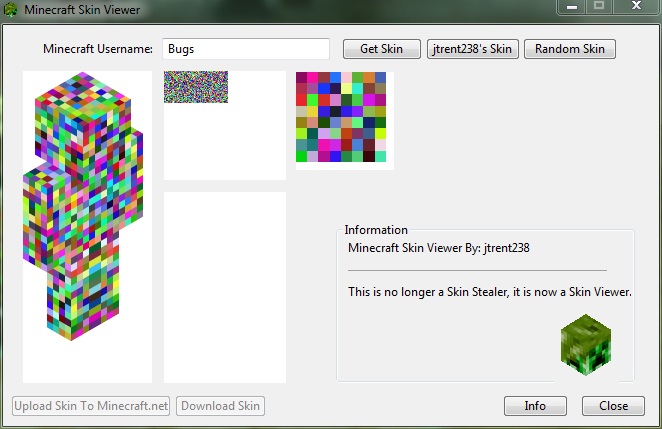 Minecraft Skin Viewer
Minecraft Username: Bugs Get Skin jtrent238's Skin Random Skin
Information
Minecraft Skin Viewer By: jtrent238
This is no longer a Skin Stealer, it is now a Skin Viewer.
Upload Skin To Minecraft.net Download Skin Info Close